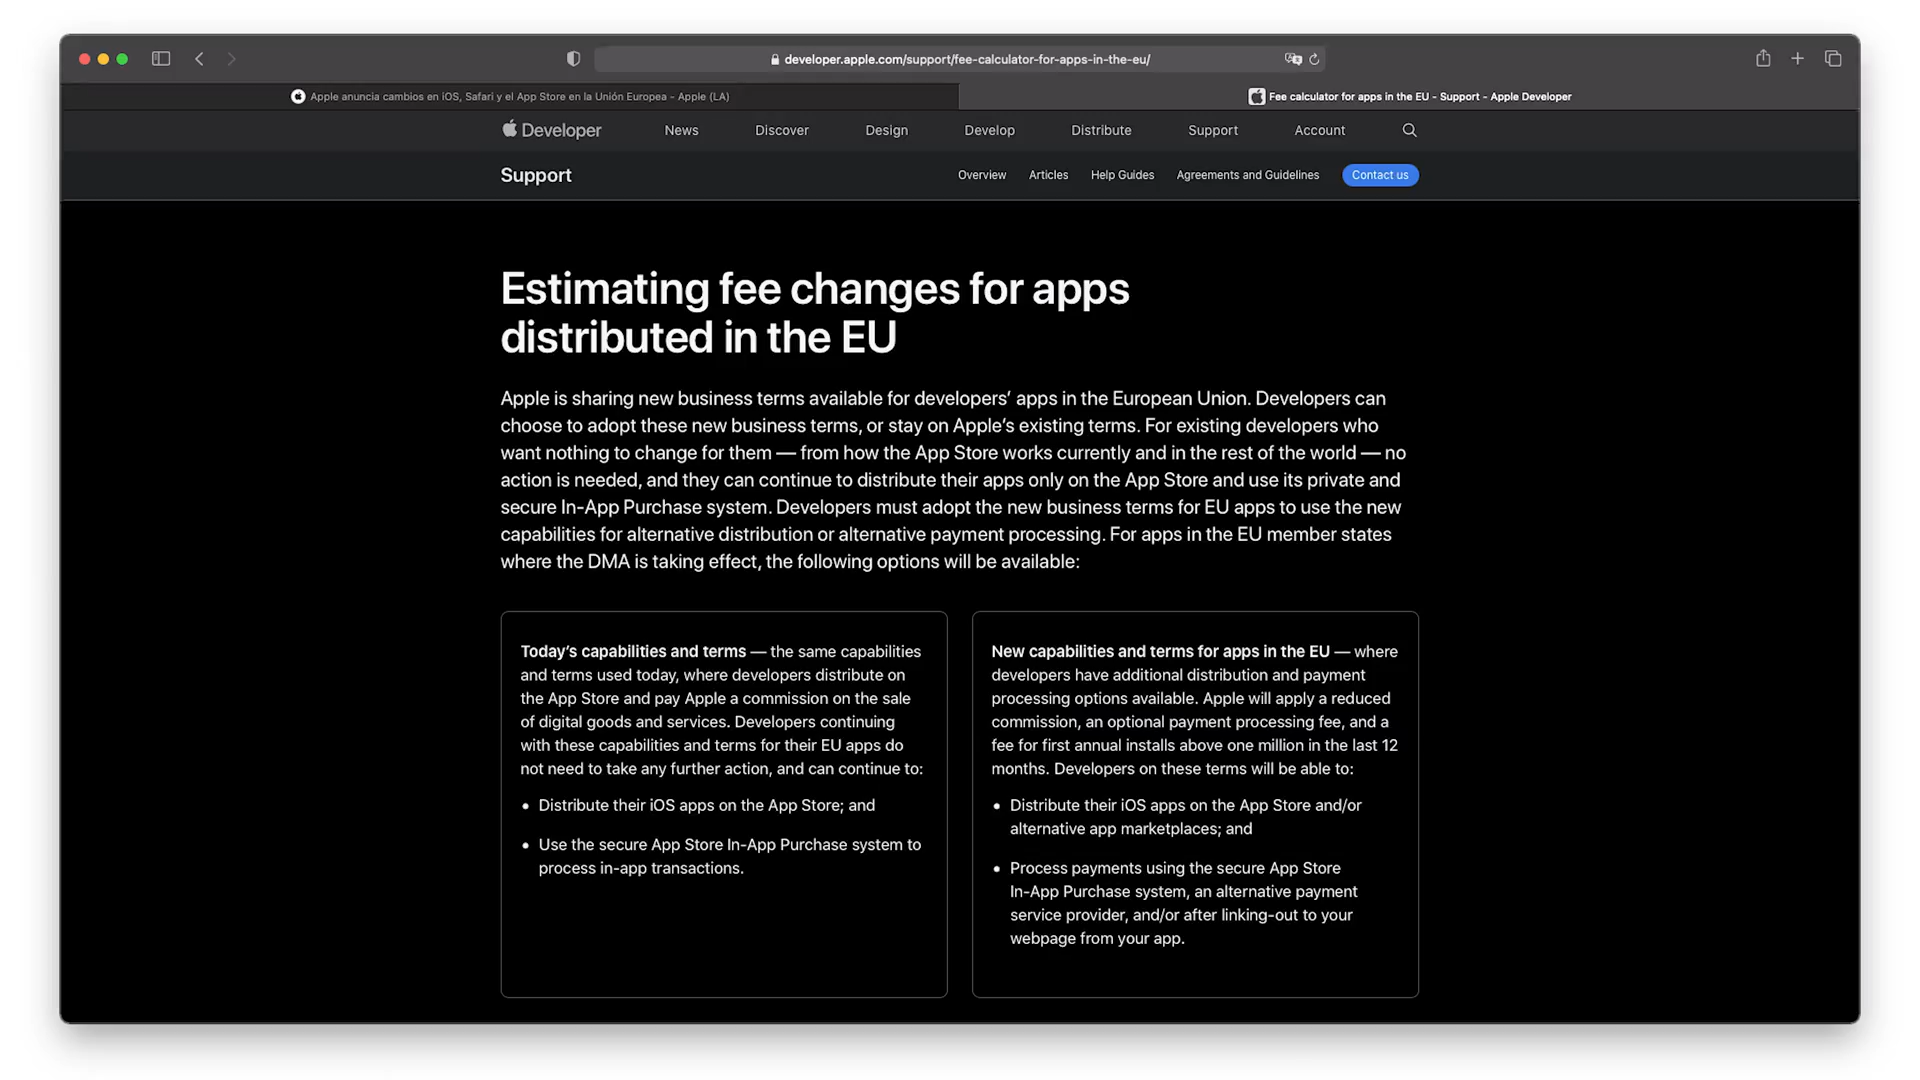 developer.apple.com/support/fee-calculator-for-apps-in-the-eu/
Apple anuncia cambios en iOS, Safari y el App Store en la Unión Europea - Apple (LA)
Fee calculator for apps in the EU - Support - Apple Developer
Developer News Discover Design Develop Distribute Support Account
Support Overview Articles Help Guides Agreements and Guidelines Contact us
Estimating fee changes for apps
distributed in the EU
Apple is sharing new business terms available for developers’ apps in the European Union. Developers can
choose to adopt these new business terms, or stay on Apple’s existing terms. For existing developers who
want nothing to change for them — from how the App Store works currently and in the rest of the world — no
action is needed, and they can continue to distribute their apps only on the App Store and use its private and
secure In-App Purchase system. Developers must adopt the new business terms for EU apps to use the new
capabilities for alternative distribution or alternative payment processing. For apps in the EU member states
where the DMA is taking effect, the following options will be available:
Today’s capabilities and terms — the same capabilities
and terms used today, where developers distribute on
the App Store and pay Apple a commission on the sale
of digital goods and services. Developers continuing
with these capabilities and terms for their EU apps do
not need to take any further action, and can continue to:
• Distribute their iOS apps on the App Store; and
• Use the secure App Store In-App Purchase system to
process in-app transactions.
New capabilities and terms for apps in the EU — where
developers have additional distribution and payment
processing options available. Apple will apply a reduced
commission, an optional payment processing fee, and a
fee for first annual installs above one million in the last 12
months. Developers on these terms will be able to:
• Distribute their iOS apps on the App Store and/or
alternative app marketplaces; and
• Process payments using the secure App Store
In-App Purchase system, an alternative payment
service provider, and/or after linking-out to your
webpage from your app.